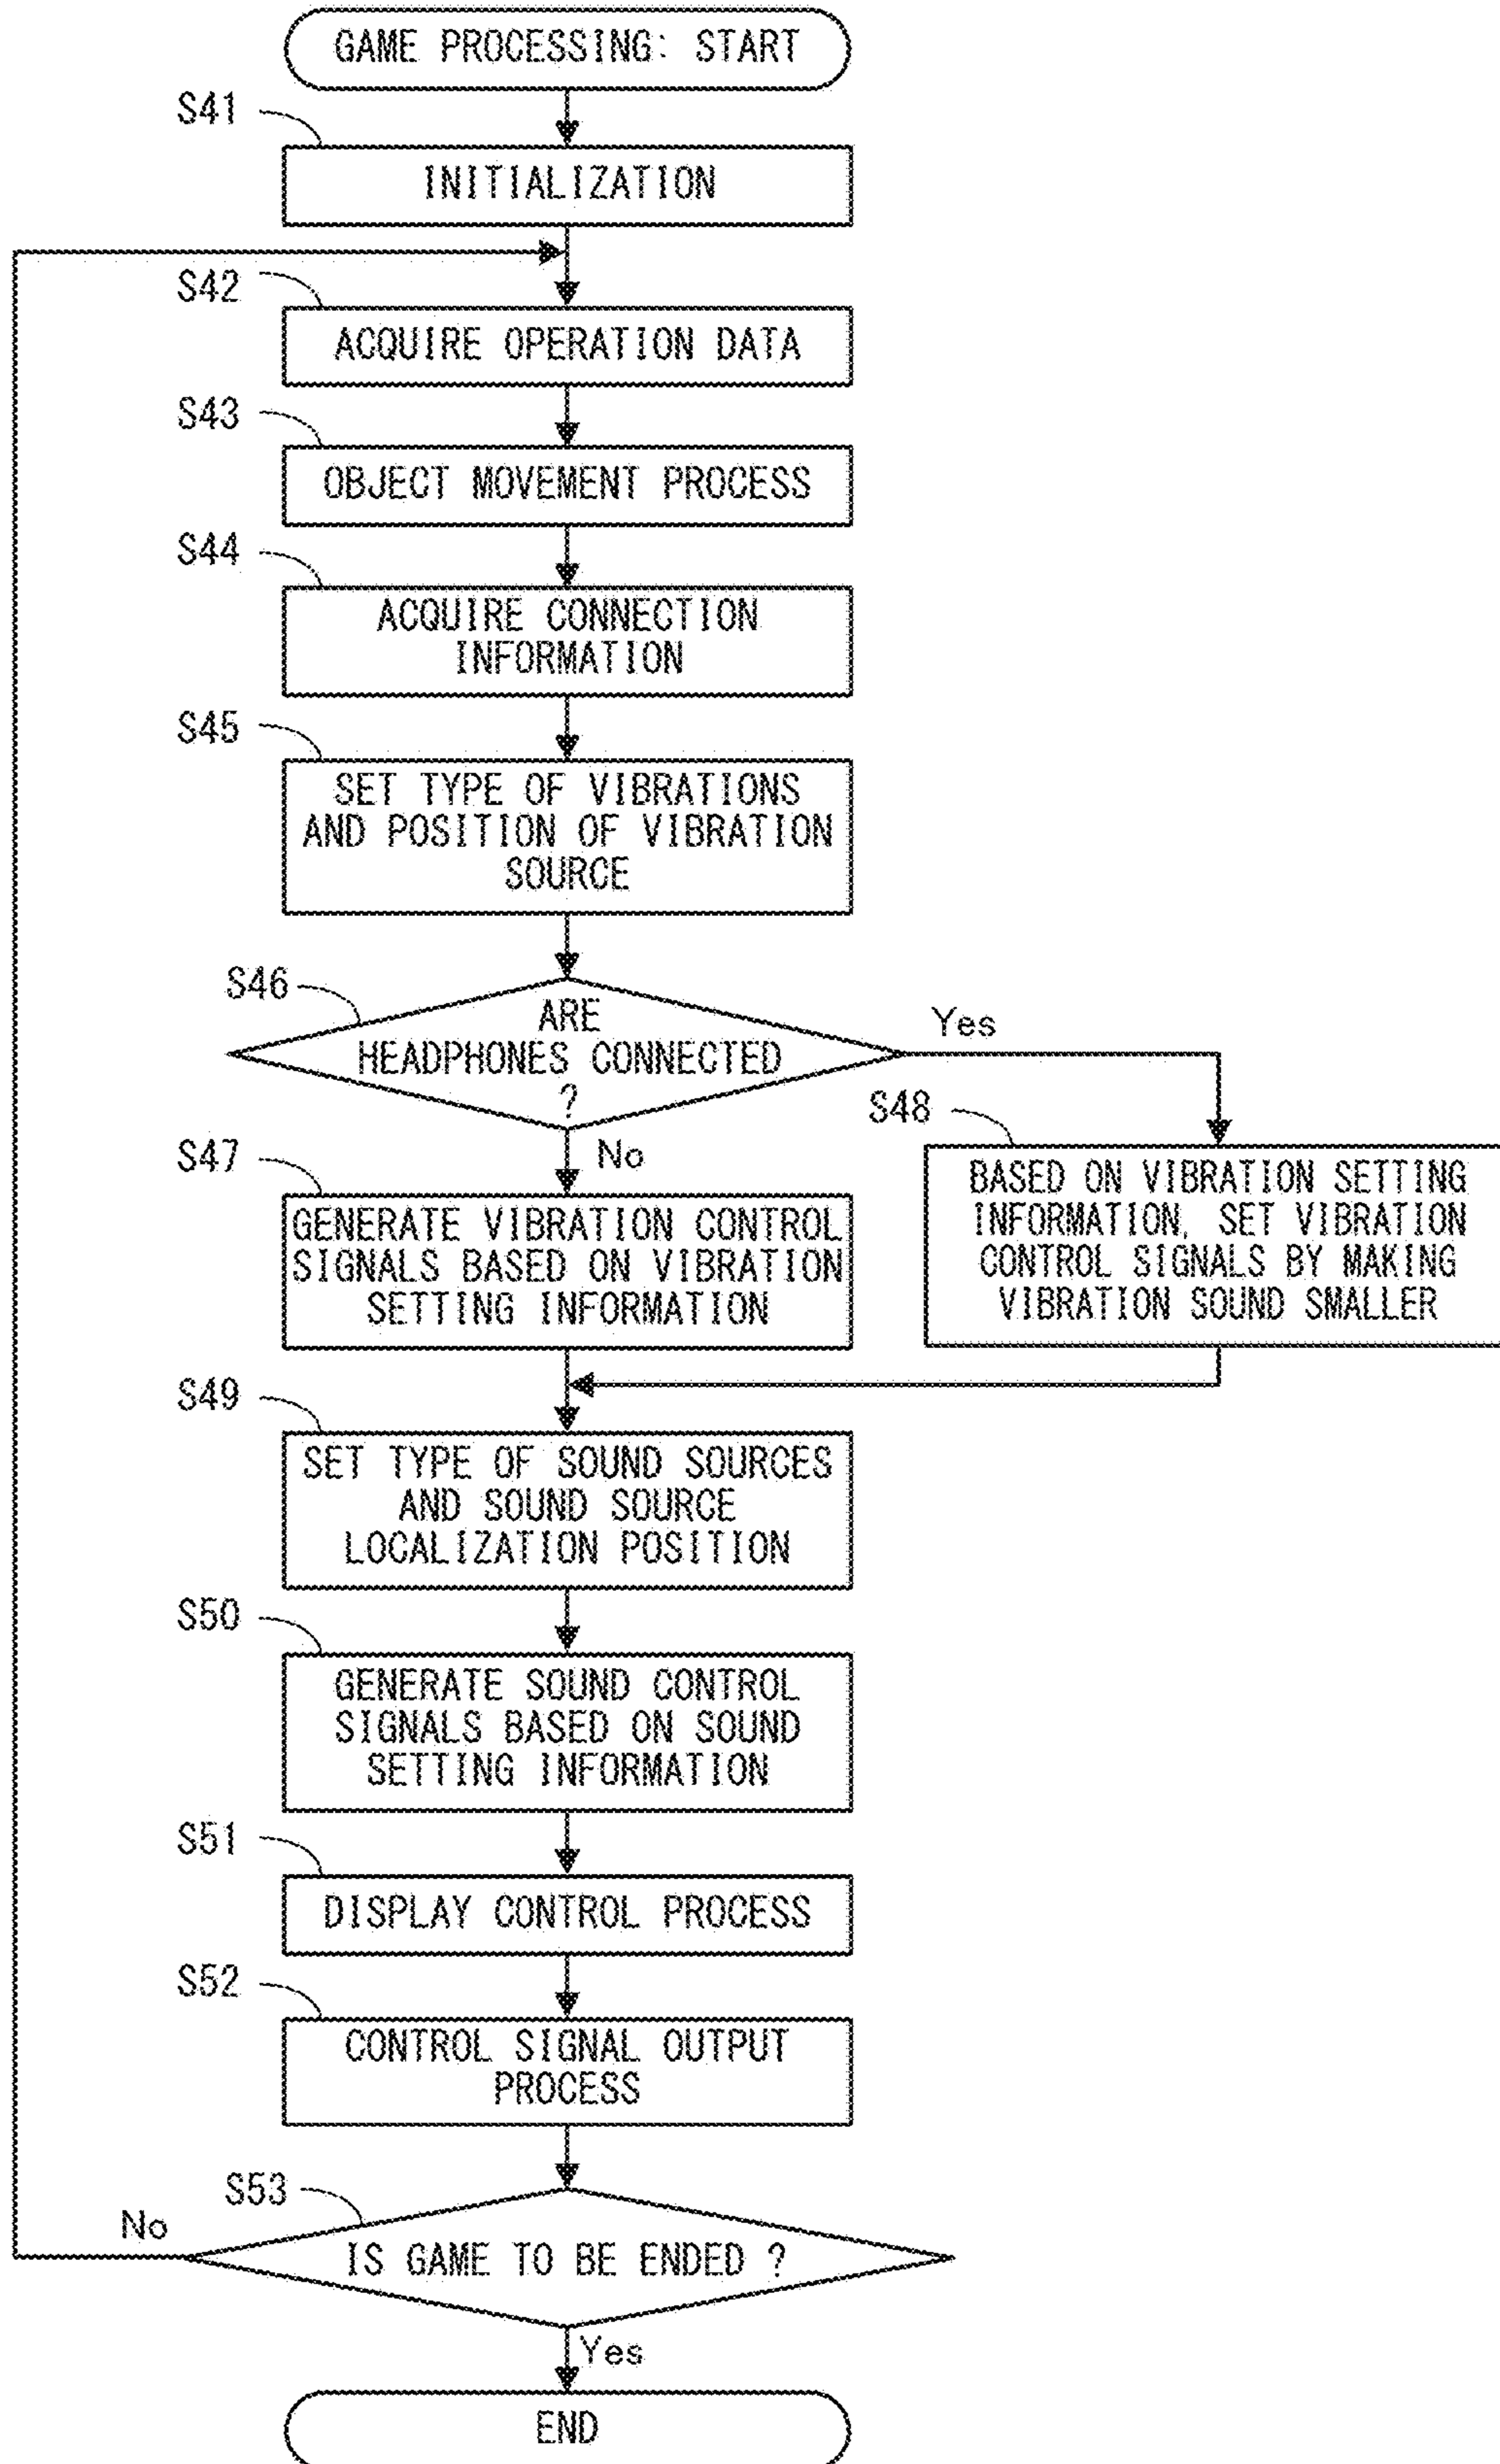 GAME PROCESSING: START
S41
INITIALIZATION
S42
ACQUIRE OPERATION DATA
S43
OBJECT MOVEMENT PROCESS
S44
ACQUIRE CONNECTION
INFORMATION
S45
SET TYPE OF VIBRATIONS
AND POSITION OF VIBRATION
SOURCE
S46
ARE
HEADPHONES CONNECTED
?
Yes
No
S47
GENERATE VIBRATION CONTROL
SIGNALS BASED ON VIBRATION
SETTING INFORMATION
S48
BASED ON VIBRATION SETTING
INFORMATION, SET VIBRATION
CONTROL SIGNALS BY MAKING
VIBRATION SOUND SMALLER
S49
SET TYPE OF SOUND SOURCES
AND SOUND SOURCE
LOCALIZATION POSITION
S50
GENERATE SOUND CONTROL
SIGNALS BASED ON SOUND
SETTING INFORMATION
S51
DISPLAY CONTROL PROCESS
S52
CONTROL SIGNAL OUTPUT
PROCESS
S53
No
IS GAME TO BE ENDED ?
Yes
END